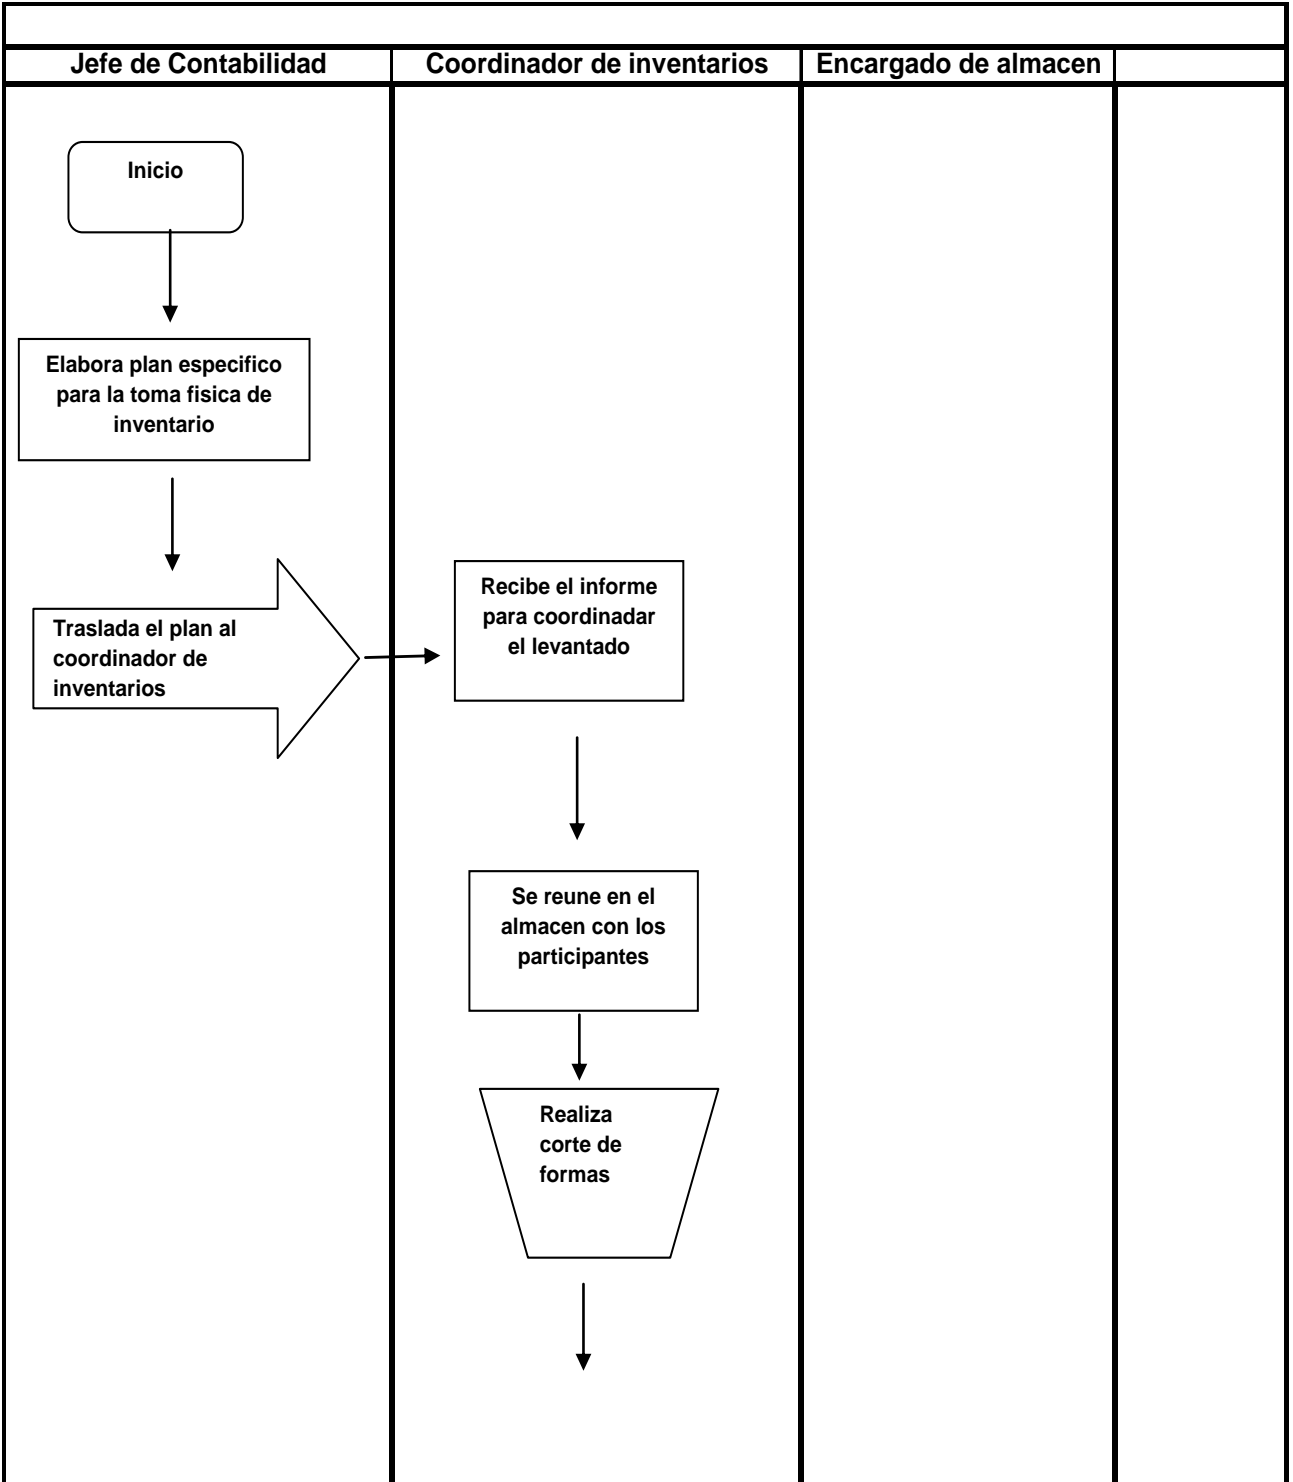 Jefe de Contabilidad
Coordinador de inventarios
Encargado de almacen
Inicio
Elabora plan especifico
para la toma fisica de
inventario
Traslada el plan al
coordinador de
inventarios
Recibe el informe
para coordinadar
el levantado
Se reune en el
almacen con los
participantes
Realiza
corte de
formas